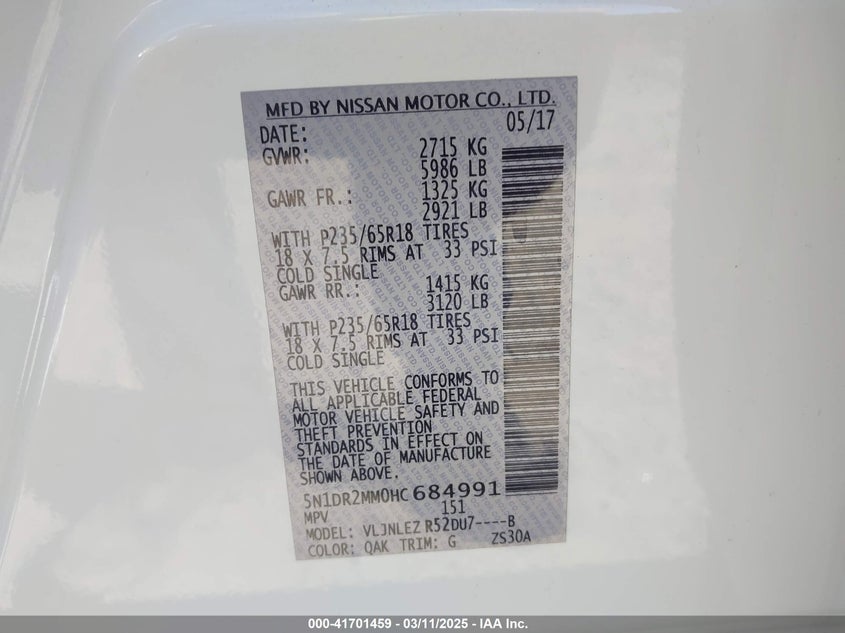 MFD BY NISSAN MOTOR CO., LTD.
DATE: 05/17
GVWR: 2715 KG
5986 LB
GAWR FR.: 1325 KG
2921 LB
WITH P235/65R18 TIRES
18 X 7.5 RIMS AT 33 PSI
COLD SINGLE
GAWR RR.: 1415 KG
3120 LB
WITH P235/65R18 TIRES
18 X 7.5 RIMS AT 33 PSI
COLD SINGLE
THIS VEHICLE CONFORMS TO
ALL APPLICABLE FEDERAL
MOTOR VEHICLE SAFETY AND
THEFT PREVENTION
STANDARDS IN EFFECT ON
THE DATE OF MANUFACTURE
SHOWN ABOVE.
5N1DR2MM0HC684991
MPV 151
MODEL: VLJNLEZ R52DU7----B
COLOR: QAK TRIM: G ZS30A
000-41701459 - 03/11/2025 - IAA Inc.